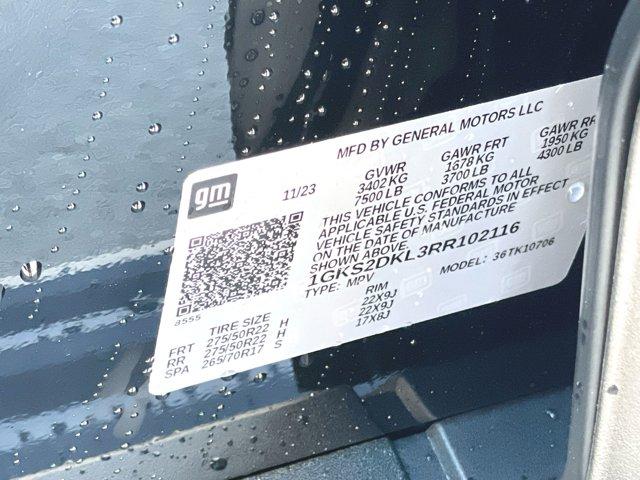 MFD BY GENERAL MOTORS LLC
gm
11/23
GVWR GAWR FRT GAWR RR
3402 KG 1678 KG 1950 KG
7500 LB 3700 LB 4300 LB
THIS VEHICLE CONFORMS TO ALL
APPLICABLE U.S. FEDERAL MOTOR
VEHICLE SAFETY STANDARDS IN EFFECT
ON THE DATE OF MANUFACTURE
SHOWN ABOVE.
1GKS2DKL3RR102116
TYPE: MPV MODEL: 36TK10706
8555
TIRE SIZE RIM
FRT 275/50R22 H 22X9J
RR 275/50R22 H 22X9J
SPA 265/70R17 S 17X8J